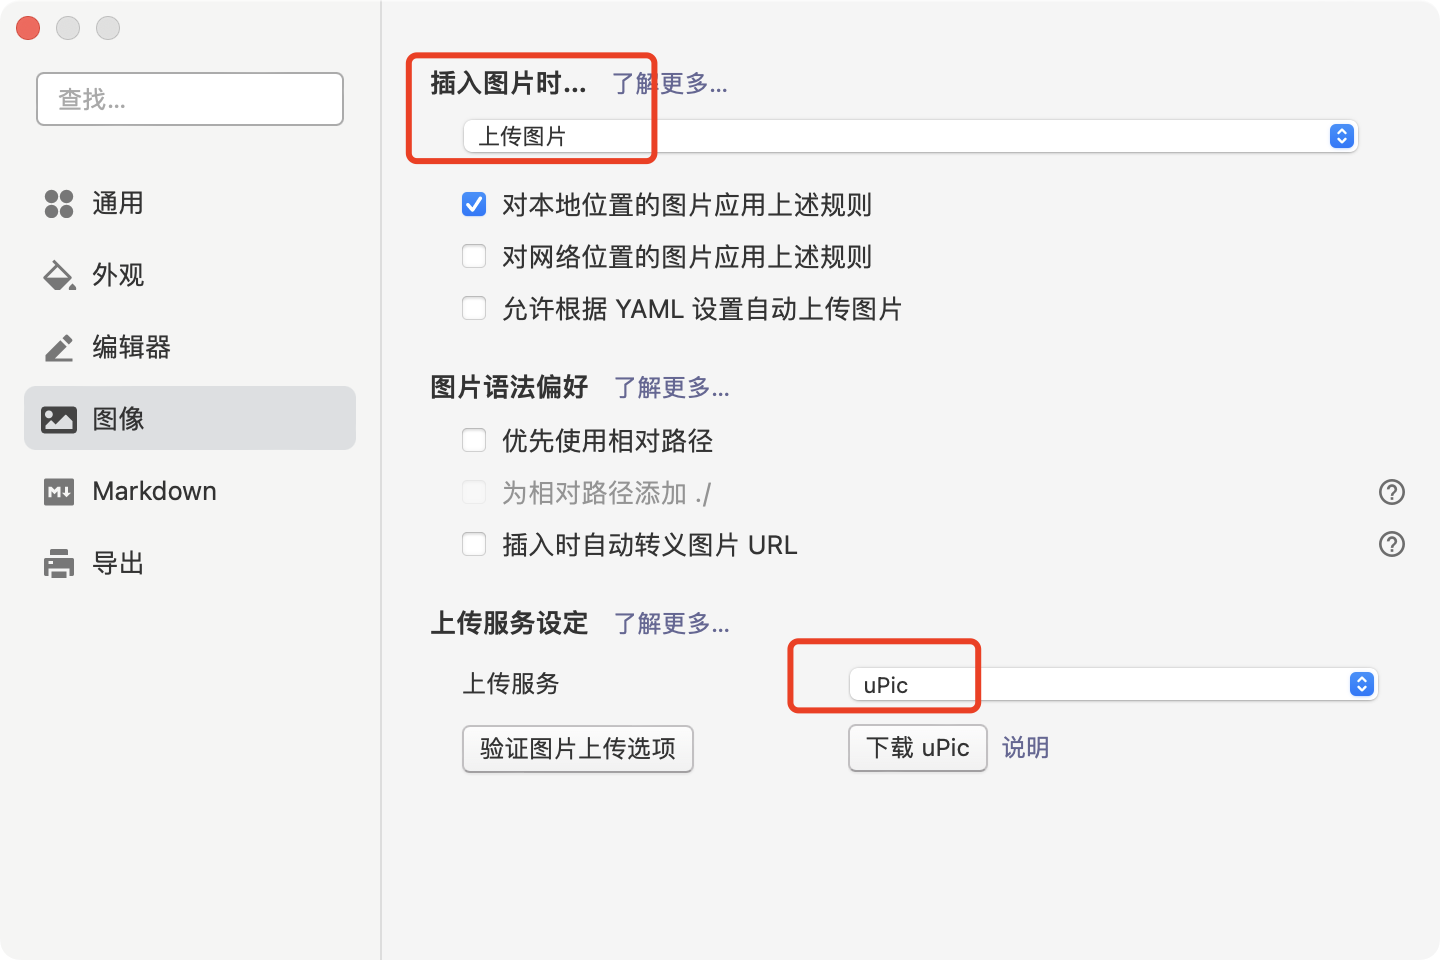 查找...
通用
外观
编辑器
图像
Markdown
导出
插入图片时... 了解更多...
上传图片
对本地位置的图片应用上述规则
对网络位置的图片应用上述规则
允许根据 YAML 设置自动上传图片
图片语法偏好 了解更多...
优先使用相对路径
为相对路径添加 ./
插入时自动转义图片 URL
上传服务设定 了解更多...
上传服务 uPic
验证图片上传选项 下载 uPic 说明